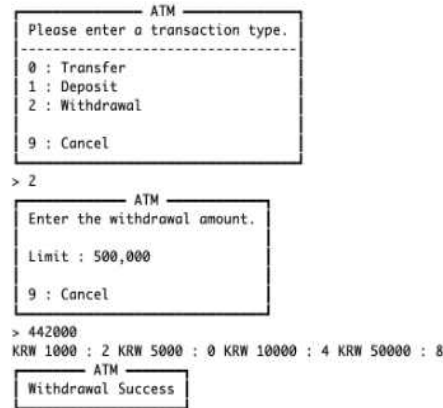 ATM
Please enter a transaction type.
--------------------------------
0 : Transfer
1 : Deposit
2 : Withdrawal
9 : Cancel
> 2
ATM
Enter the withdrawal amount.
Limit : 500,000
9 : Cancel
> 442000
KRW 1000 : 2 KRW 5000 : 0 KRW 10000 : 4 KRW 50000 : 8
ATM
Withdrawal Success